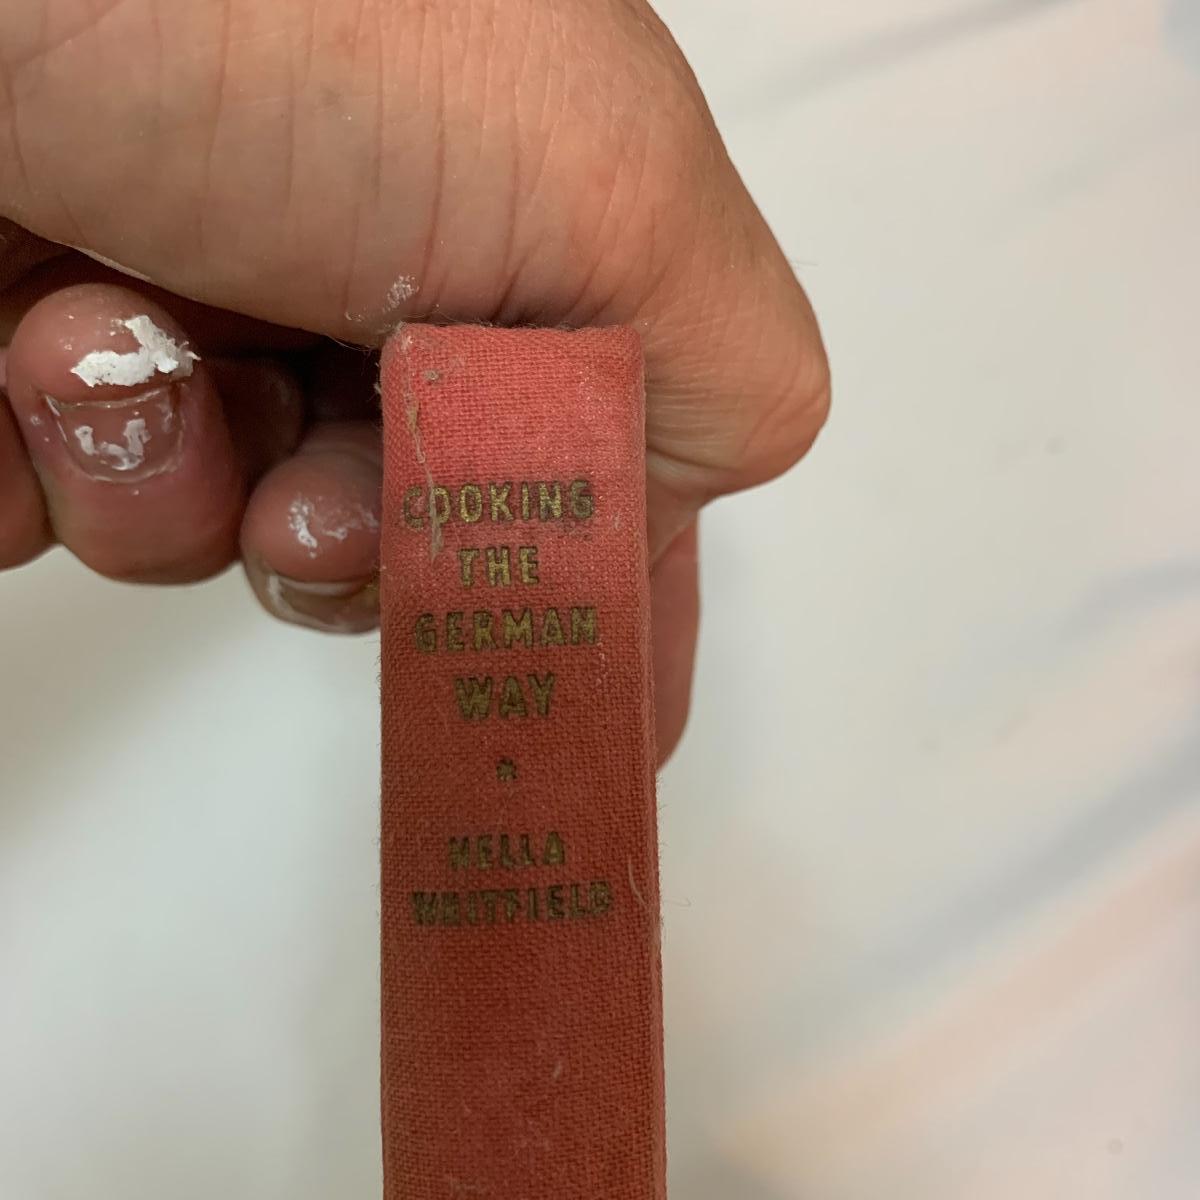 COOKING
THE
GERMAN
WAY
*
HELLA
WHITFIELD